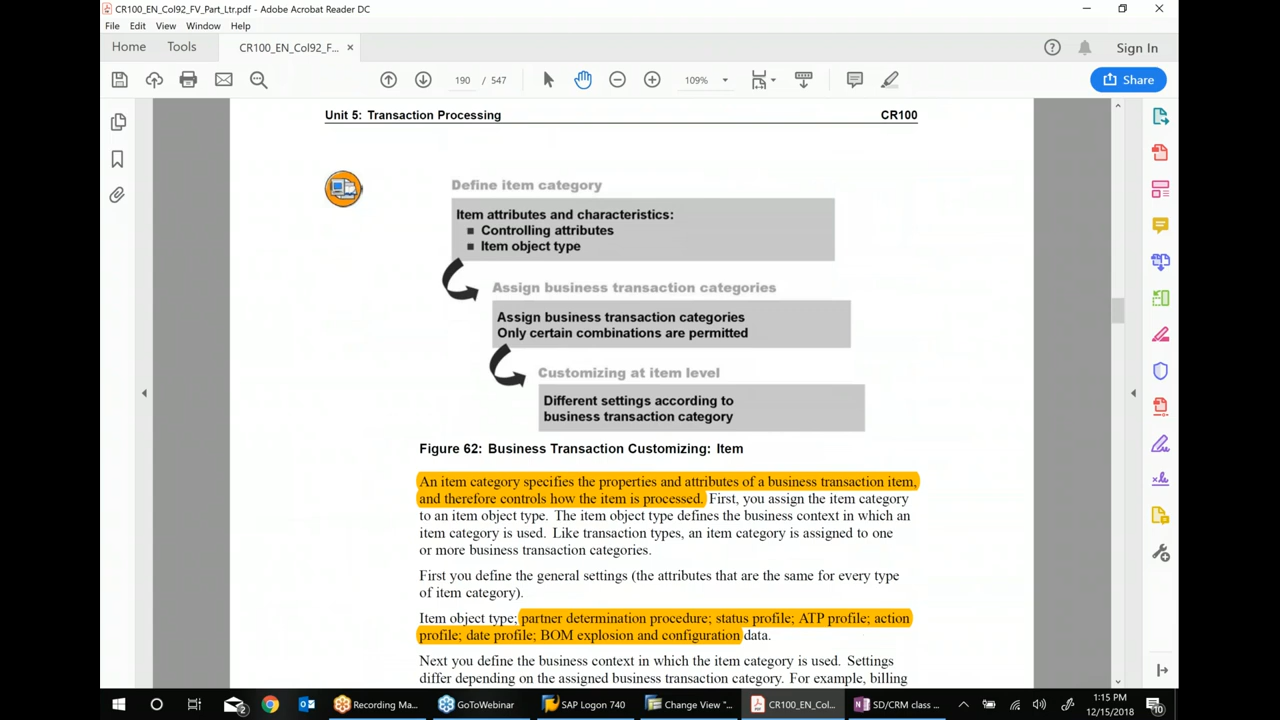 CR100_EN_Col92_FV_Part_Ltr.pdf - Adobe Acrobat Reader DC
File Edit View Window Help
Home Tools CR100_EN_Col92_F... × Sign In
190 / 547 109% Share
Unit 5: Transaction Processing CR100
Define item category
Item attributes and characteristics:
■ Controlling attributes
■ Item object type
Assign business transaction categories
Assign business transaction categories
Only certain combinations are permitted
Customizing at item level
Different settings according to
business transaction category
Figure 62: Business Transaction Customizing: Item
An item category specifies the properties and attributes of a business transaction item,
and therefore controls how the item is processed. First, you assign the item category
to an item object type. The item object type defines the business context in which an
item category is used. Like transaction types, an item category is assigned to one
or more business transaction categories.
First you define the general settings (the attributes that are the same for every type
of item category).
Item object type; partner determination procedure; status profile; ATP profile; action
profile; date profile; BOM explosion and configuration data.
Next you define the business context in which the item category is used. Settings
differ depending on the assigned business transaction category. For example, billing
Recording Ma... GoToWebinar SAP Logon 740 Change View "... CR100_EN_Col... SD/CRM class ... 1:15 PM
12/15/2018